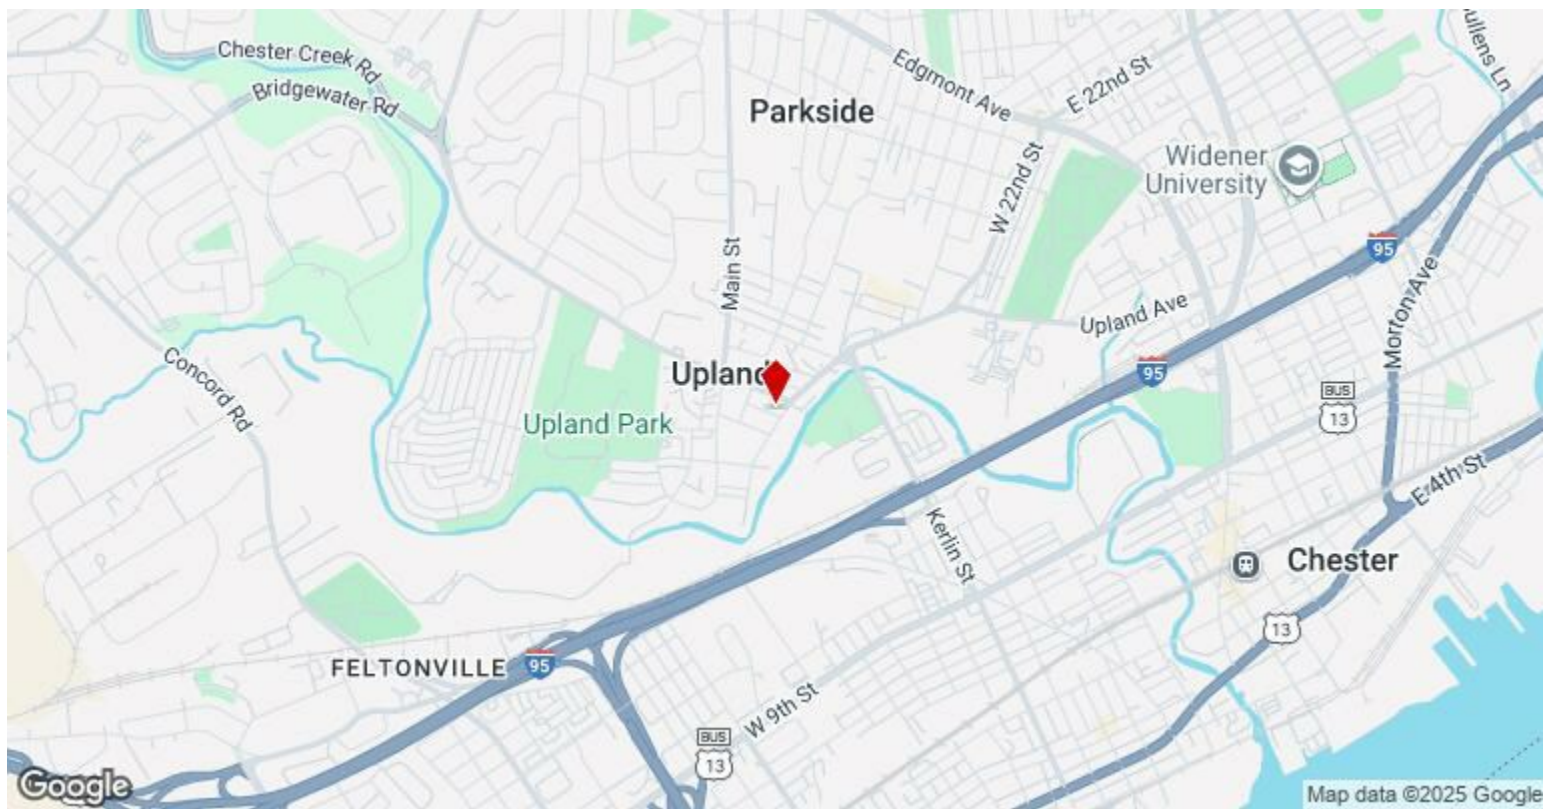 Chester Creek Rd
Bridgewater Rd
Parkside
Edgmont Ave
E 22nd St
ullens Ln
W 22nd St
Widener
University
95
Main St
Upland Ave
Morton Ave
95
BUS
13
Concord Rd
Upland
Upland Park
E 4th St
Kerlin St
Chester
13
FELTONVILLE
95
W 9th St
BUS
13
Google
Map data ©2025 Google